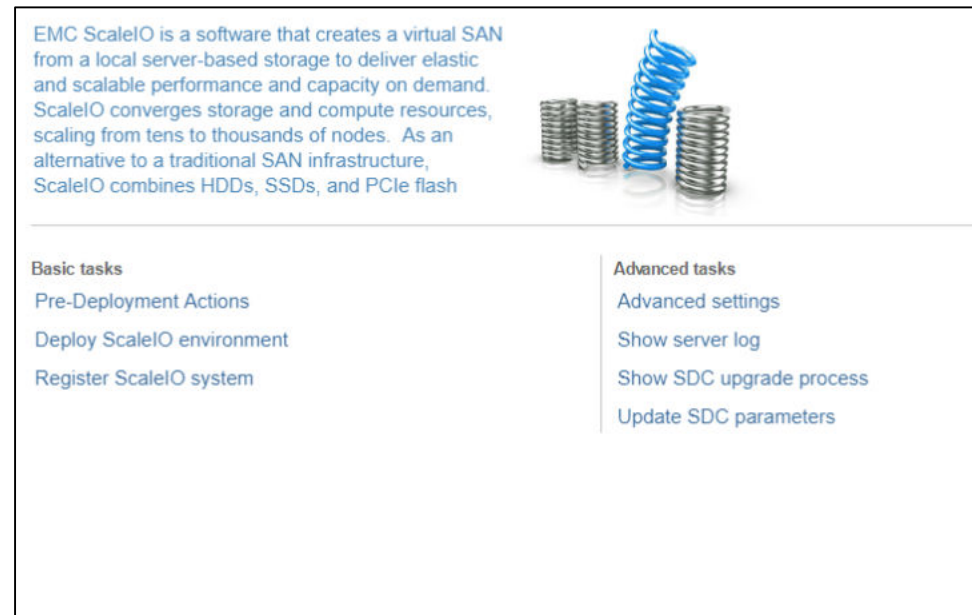 EMC ScaleIO is a software that creates a virtual SAN
from a local server-based storage to deliver elastic
and scalable performance and capacity on demand.
ScaleIO converges storage and compute resources,
scaling from tens to thousands of nodes.  As an
alternative to a traditional SAN infrastructure,
ScaleIO combines HDDs, SSDs, and PCIe flash
Basic tasks
Pre-Deployment Actions
Deploy ScaleIO environment
Register ScaleIO system
Advanced tasks
Advanced settings
Show server log
Show SDC upgrade process
Update SDC parameters